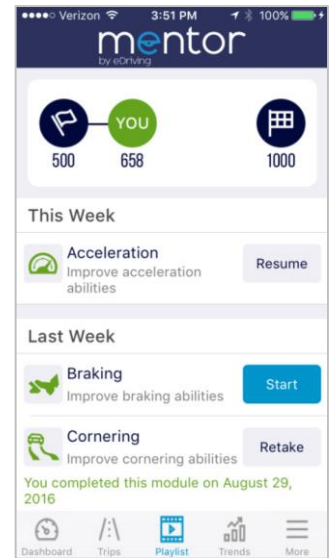 Verizon 3:51 PM 100%
mentor
by eDriving
YOU
500 658 1000
This Week
Acceleration
Improve acceleration
abilities
Resume
Last Week
Braking
Improve braking abilities
Start
Cornering
Improve cornering abilities
Retake
You completed this module on August 29,
2016
Dashboard Trips Playlist Trends More